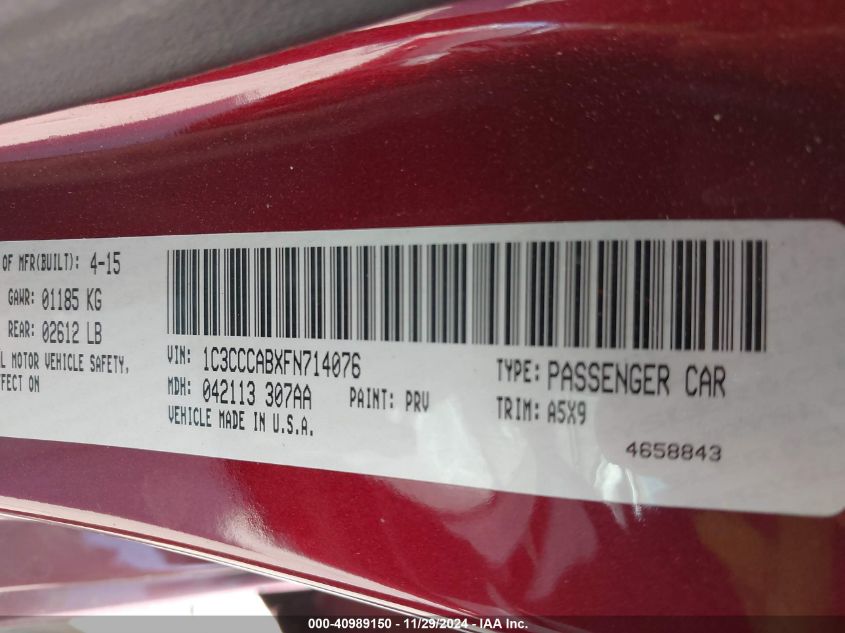 OF MFR(BUILT): 4-15
GAWR: 01185 KG
REAR: 02612 LB
MOTOR VEHICLE SAFETY,
ON
VIN: 1C3CCCABXFN714076
MDH: 042113 307AA PAINT: PRV
VEHICLE MADE IN U.S.A.
TYPE: PASSENGER CAR
TRIM: A5X9
4658843
000-40989150 - 11/29/2024 - IAA Inc.